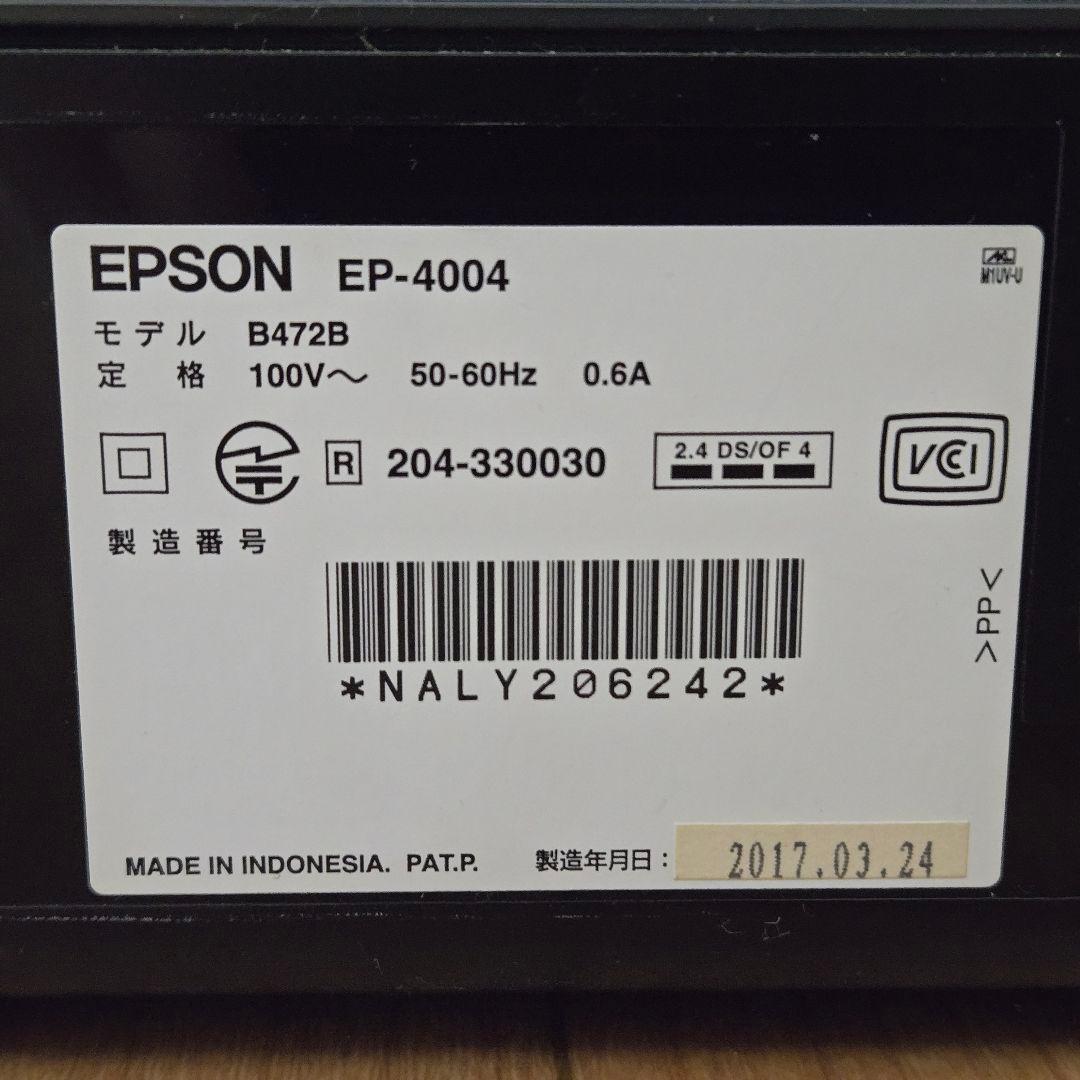 EPSON EP-4004
M1UV-U
モデル B472B
定格 100V～ 50-60Hz 0.6A
R 204-330030
2.4 DS/OF 4
VCCI
製造番号
*NALY206242*
>PP<
MADE IN INDONESIA. PAT.P.
製造年月日: 2017.03.24